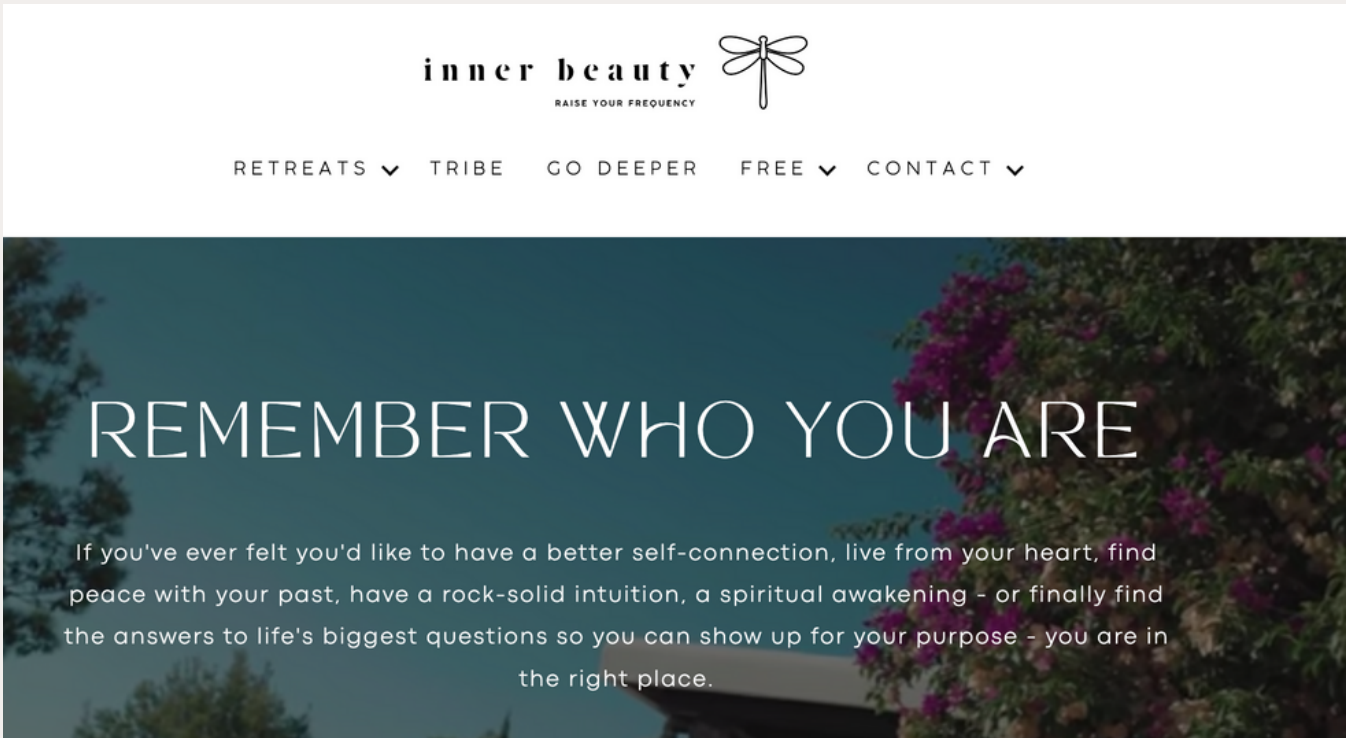 inner beauty
RAISE YOUR FREQUENCY
RETREATS TRIBE GO DEEPER FREE CONTACT
REMEMBER WHO YOU ARE
If you've ever felt you'd like to have a better self-connection, live from your heart, find
peace with your past, have a rock-solid intuition, a spiritual awakening - or finally find
the answers to life's biggest questions so you can show up for your purpose - you are in
the right place.